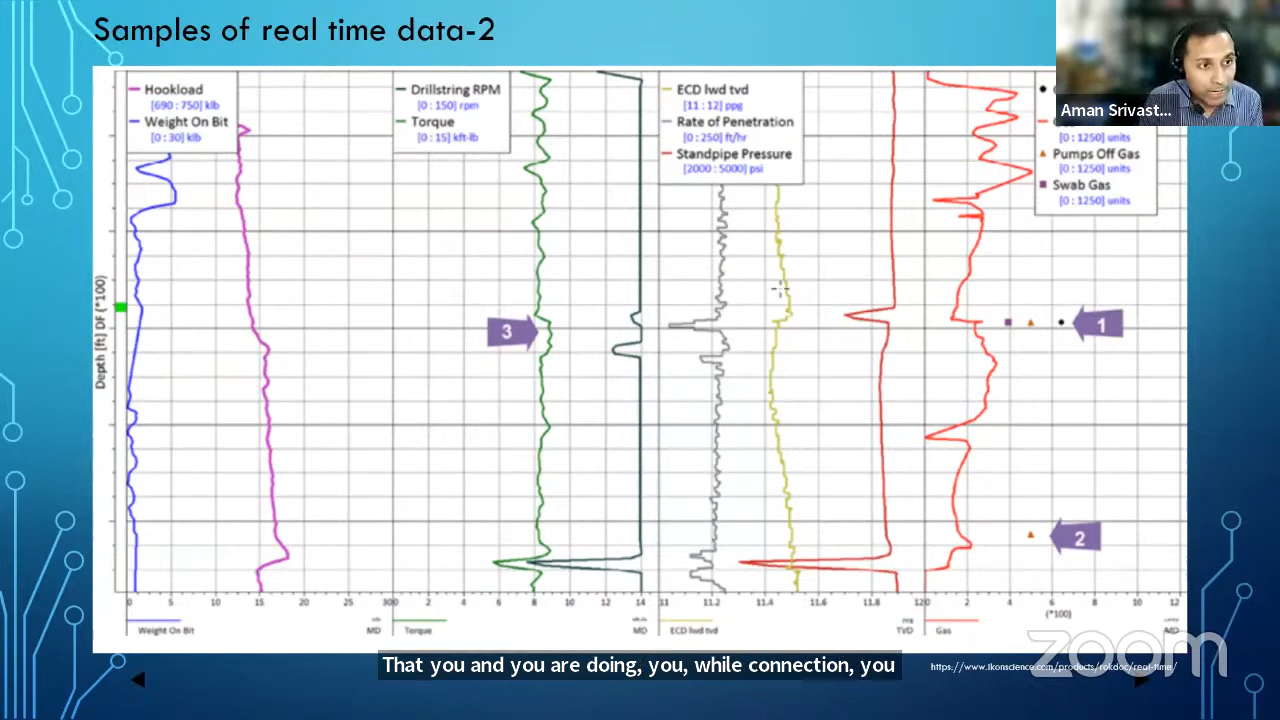 Samples of real time data-2
Aman Srivast...
Hookload
[690 : 750] klb
Weight On Bit
[0 : 30] klb
Drillstring RPM
[0 : 150] rpm
Torque
[0 : 15] kft-lb
ECD lwd tvd
[11 : 12] ppg
Rate of Penetration
[0 : 250] ft/hr
Standpipe Pressure
[2000 : 5000] psi
[0 : 1250] units
Pumps Off Gas
[0 : 1250] units
Swab Gas
[0 : 1250] units
Depth [ft] DF (*100)
3
1
2
0 5 10 15 20 25 300 2 4 6 8 10 12 14 11 11.2 11.4 11.6 11.8 120 2 4 6 8 10 12
(*100)
Weight On Bit MD Torque MD ECD lwd tvd TVD Gas MD
zoom
That you and you are doing, you, while connection, you
https://www.ikonscience.com/products/rokdoc/real-time/